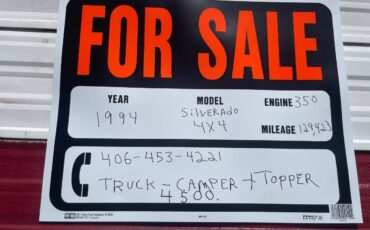 FOR SALE
YEAR MODEL ENGINE 350
1994 SilVERADO
4X4
MILEAGE 129,423
406-453-4221
TRUCK - CAMPER + TOPPER
4500.